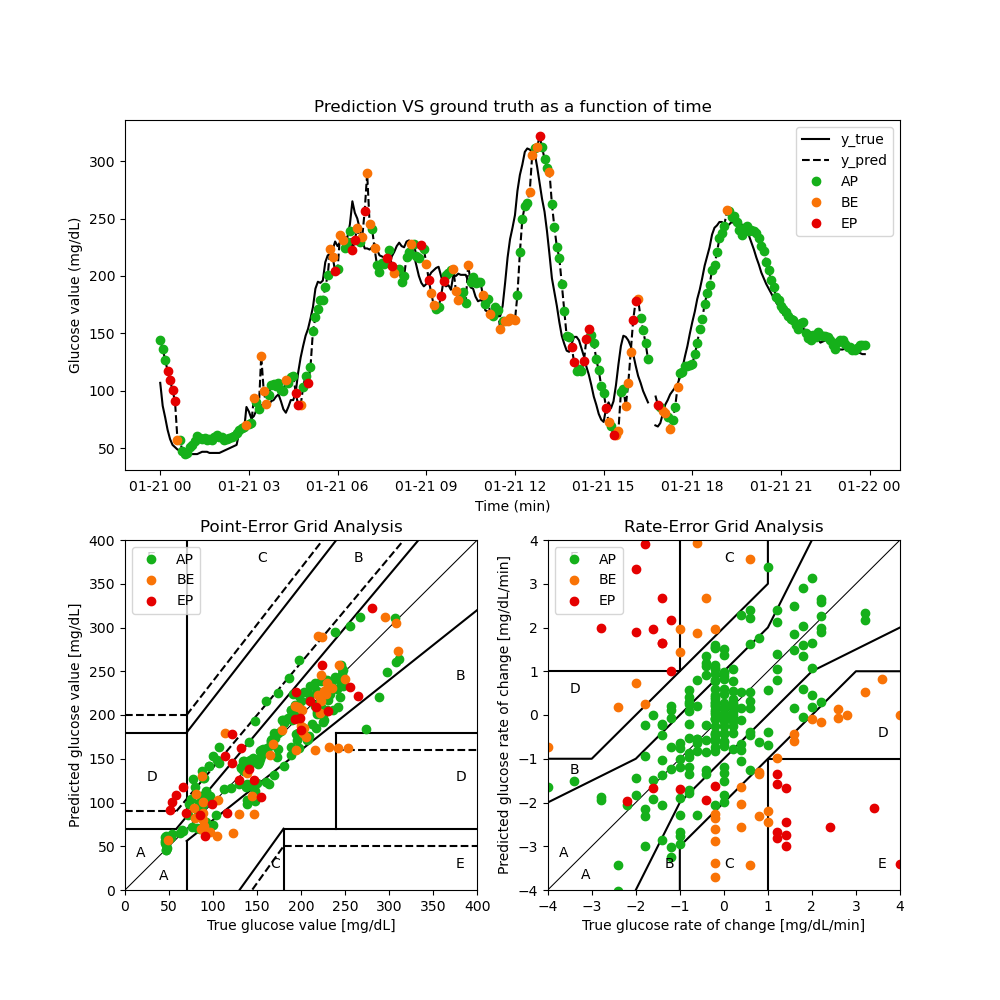 Prediction VS ground truth as a function of time
Glucose value (mg/dL)
300
250
200
150
100
50
y_true
y_pred
AP
BE
EP
01-21 00 01-21 03 01-21 06 01-21 09 01-21 12 01-21 15 01-21 18 01-21 21 01-22 00
Time (min)
Point-Error Grid Analysis
Predicted glucose value [mg/dL]
400
350
300
250
200
150
100
50
0
AP
BE
EP
C
B
B
D
D
A
A
C
E
0 50 100 150 200 250 300 350 400
True glucose value [mg/dL]
Rate-Error Grid Analysis
Predicted glucose rate of change [mg/dL/min]
4
3
2
1
0
−1
−2
−3
−4
AP
BE
EP
C
D
D
B
A
A
B
C
E
−4 −3 −2 −1 0 1 2 3 4
True glucose rate of change [mg/dL/min]